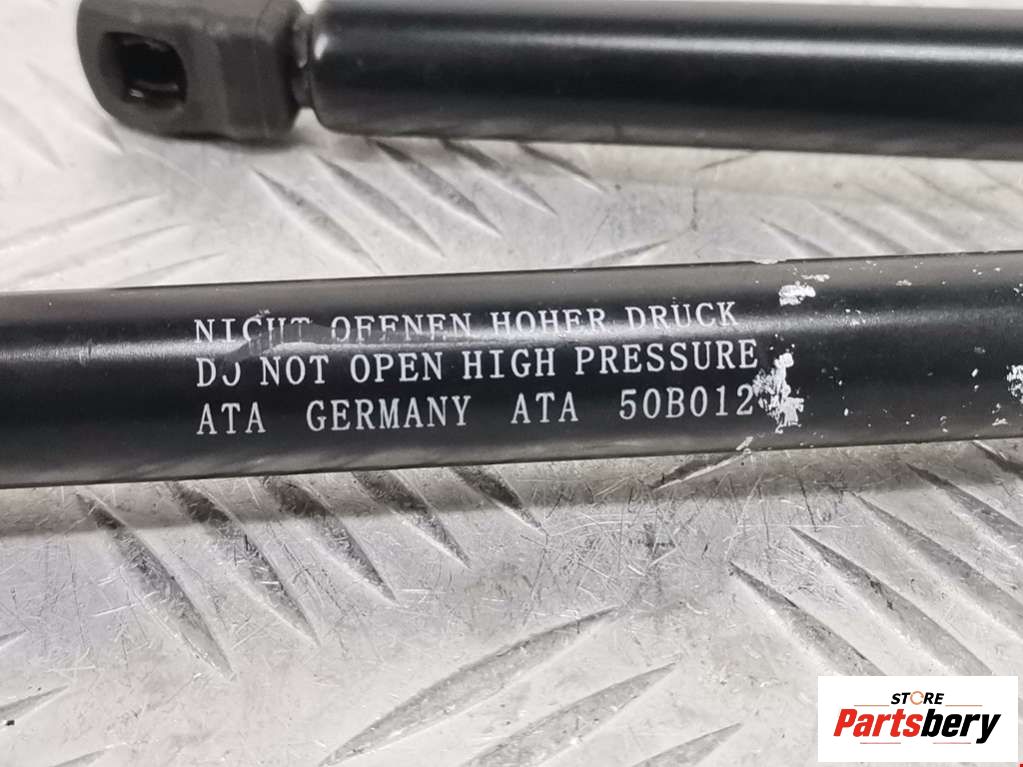 NICHT OFFNEN HOHER DRUCK
DO NOT OPEN HIGH PRESSURE
ATA GERMANY ATA 50B012
STORE
Partsbery